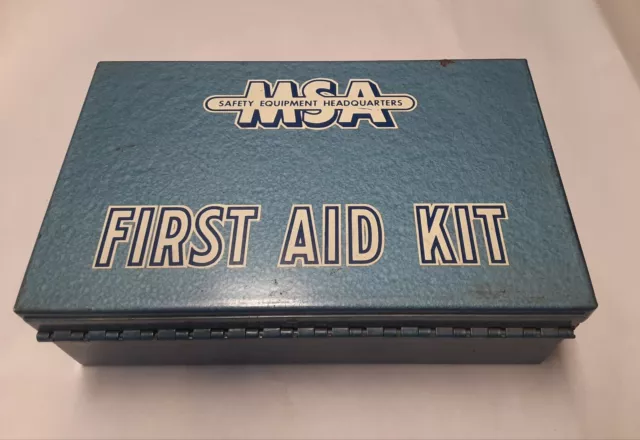 MSA
SAFETY EQUIPMENT HEADQUARTERS
FIRST AID KIT